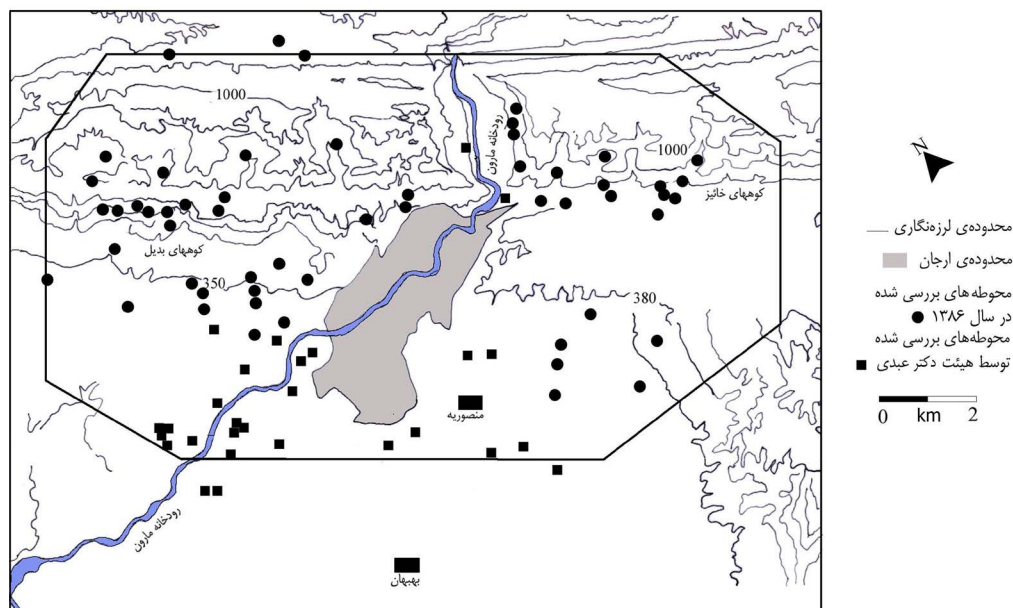 1000
رودخانه مارون
1000
کوههای خائیز
کوههای بدیل
350
380
منصوریه
رودخانه مارون
بهبهان
N
محدوده‌ی لرزه‌نگاری
محدوده‌ی ارجان
محوطه‌های بررسی شده
در سال ۱۳۸۶
محوطه‌های بررسی شده
توسط هیئت دکتر عبدی
0 km 2